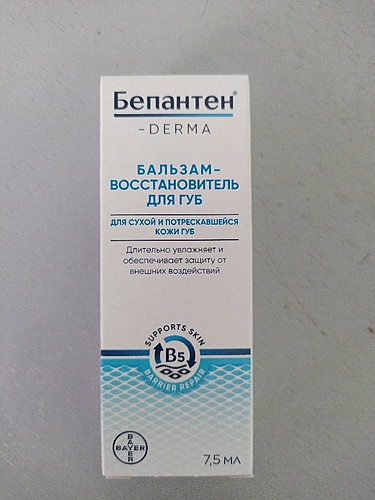 Бепантен®
-DERMA
БАЛЬЗАМ-
ВОССТАНОВИТЕЛЬ
ДЛЯ ГУБ
ДЛЯ СУХОЙ И ПОТРЕСКАВШЕЙСЯ
КОЖИ ГУБ
Длительно увлажняет и
обеспечивает защиту от
внешних воздействий
SUPPORTS SKIN
B5
BARRIER REPAIR
BAYER
BAYER
7,5 МЛ